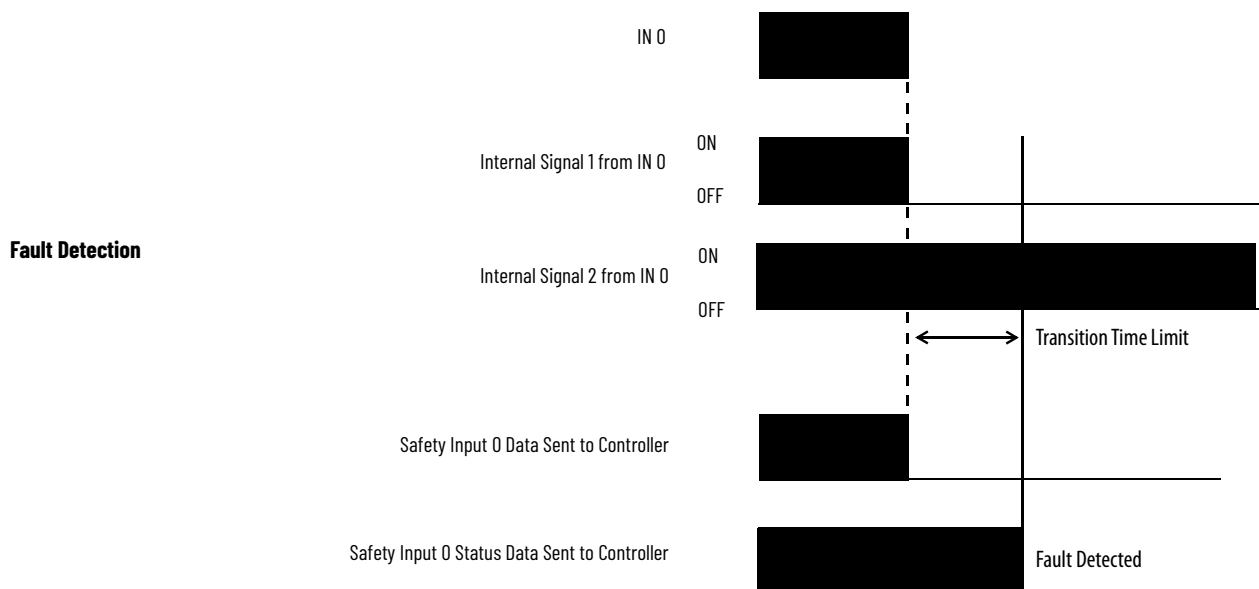 IN 0
ON
Internal Signal 1 from IN 0
OFF
Fault Detection
ON
Internal Signal 2 from IN 0
OFF
Transition Time Limit
Safety Input 0 Data Sent to Controller
Safety Input 0 Status Data Sent to Controller
Fault Detected